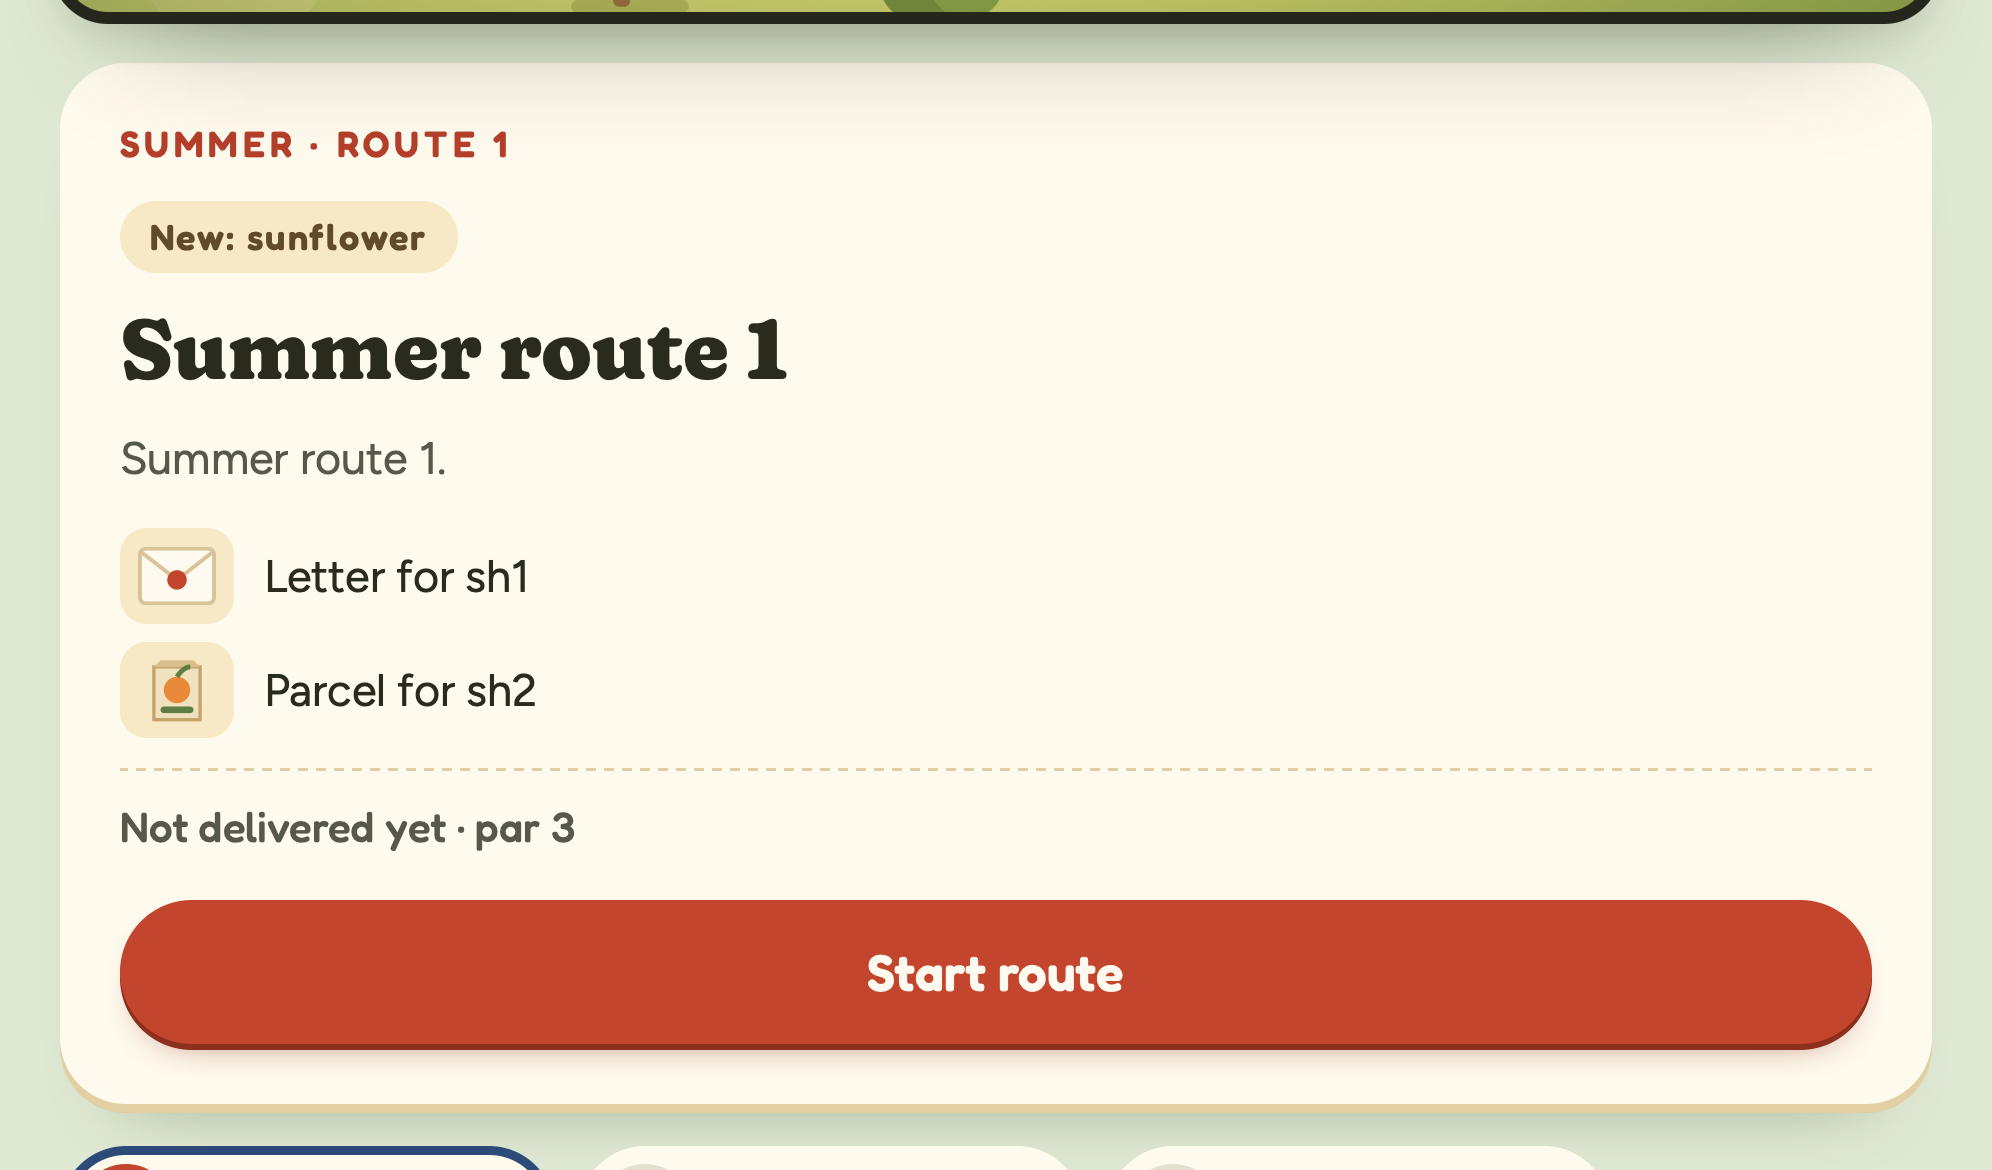 SUMMER · ROUTE 1
New: sunflower
Summer route 1
Summer route 1.
Letter for sh1
Parcel for sh2
Not delivered yet · par 3
Start route